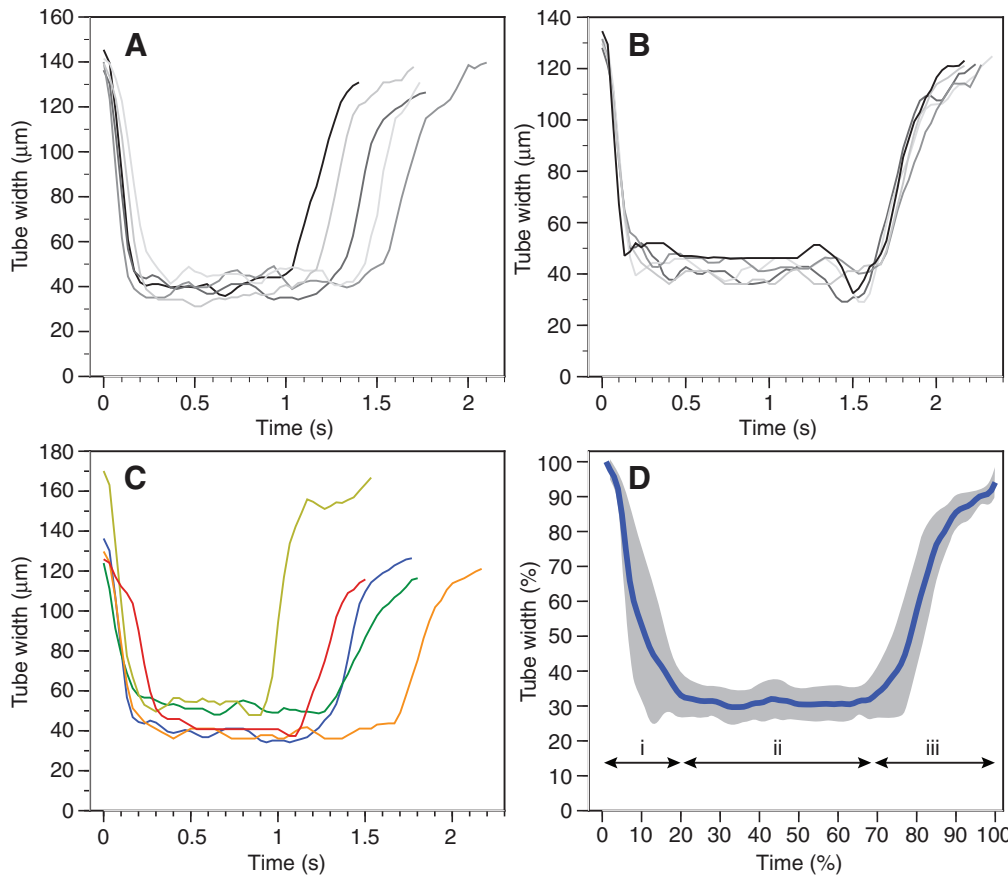 A
Tube width (μm)
160
140
120
100
80
60
40
20
0
0 0.5 1 1.5 2
Time (s)
B
Tube width (μm)
140
120
100
80
60
40
20
0
0 0.5 1 1.5 2
Time (s)
C
Tube width (μm)
180
160
140
120
100
80
60
40
20
0
0 0.5 1 1.5 2
Time (s)
D
Tube width (%)
100
90
80
70
60
50
40
30
20
10
0
i ii iii
0 10 20 30 40 50 60 70 80 90 100
Time (%)